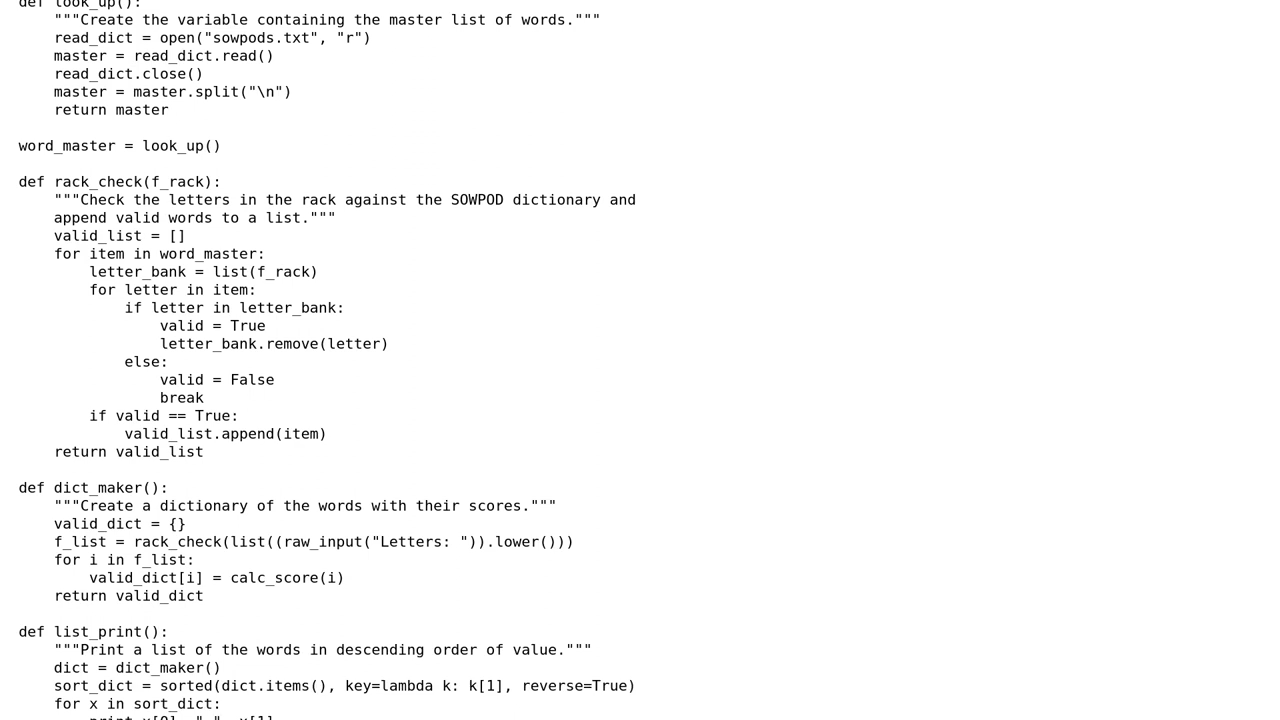 def look_up():
    """Create the variable containing the master list of words."""
    read_dict = open("sowpods.txt", "r")
    master = read_dict.read()
    read_dict.close()
    master = master.split("\n")
    return master

word_master = look_up()

def rack_check(f_rack):
    """Check the letters in the rack against the SOWPOD dictionary and
    append valid words to a list."""
    valid_list = []
    for item in word_master:
        letter_bank = list(f_rack)
        for letter in item:
            if letter in letter_bank:
                valid = True
                letter_bank.remove(letter)
            else:
                valid = False
                break
        if valid == True:
            valid_list.append(item)
    return valid_list

def dict_maker():
    """Create a dictionary of the words with their scores."""
    valid_dict = {}
    f_list = rack_check(list((raw_input("Letters: ")).lower()))
    for i in f_list:
        valid_dict[i] = calc_score(i)
    return valid_dict

def list_print():
    """Print a list of the words in descending order of value."""
    dict = dict_maker()
    sort_dict = sorted(dict.items(), key=lambda k: k[1], reverse=True)
    for x in sort_dict: